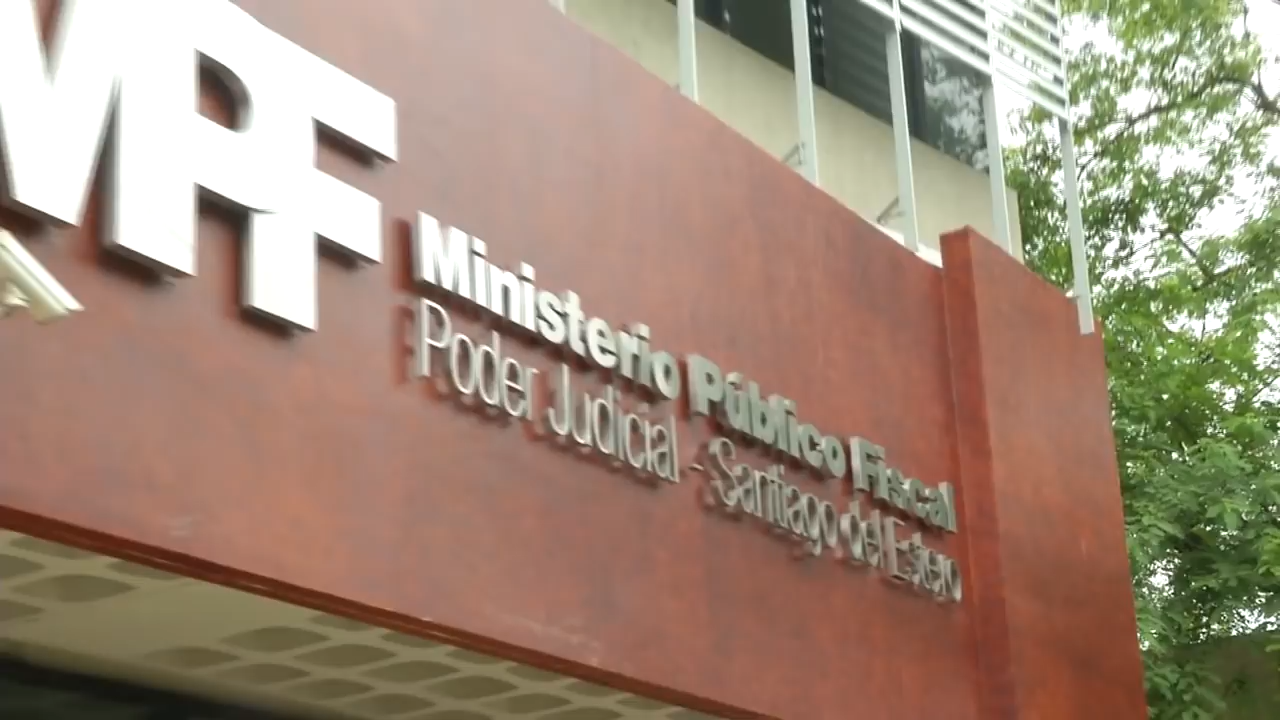 MPF
Ministerio Público Fiscal
Poder Judicial - Santiago del Estero